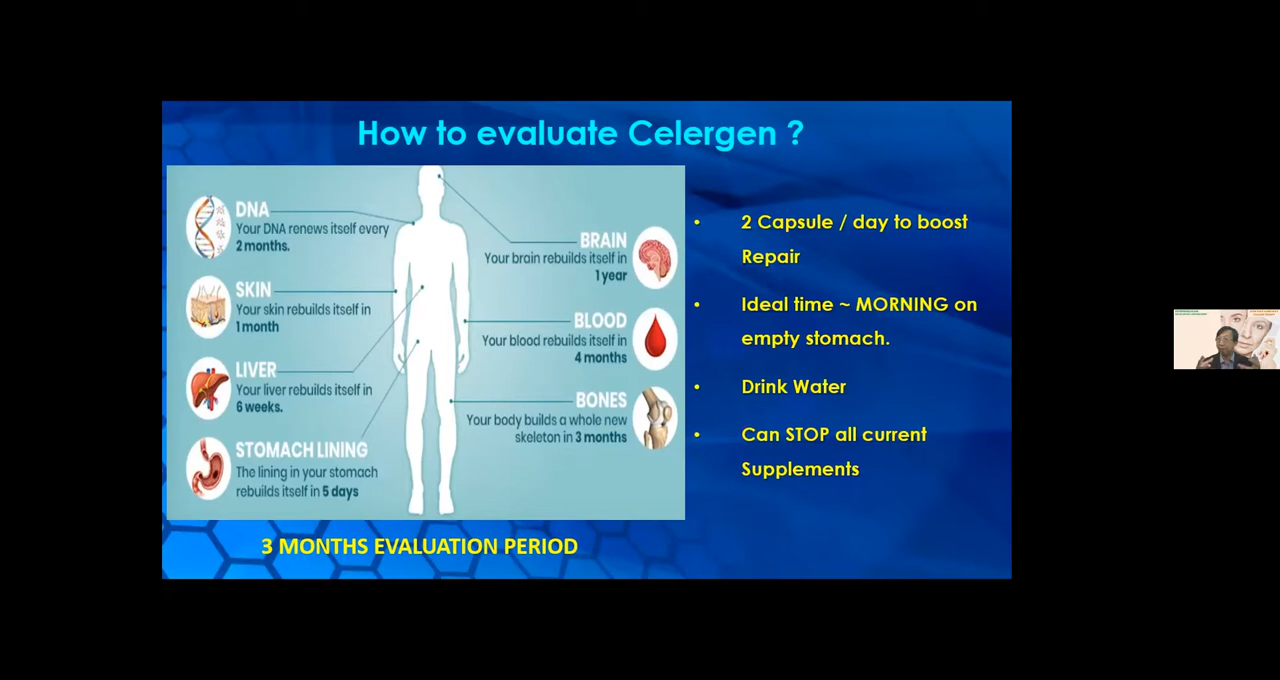 How to evaluate Celergen ?
DNA
Your DNA renews itself every
2 months.
SKIN
Your skin rebuilds itself in
1 month
LIVER
Your liver rebuilds itself in
6 weeks.
STOMACH LINING
The lining in your stomach
rebuilds itself in 5 days
BRAIN
Your brain rebuilds itself in
1 year
BLOOD
Your blood rebuilds itself in
4 months
BONES
Your body builds a whole new
skeleton in 3 months
3 MONTHS EVALUATION PERIOD
• 2 Capsule / day to boost
Repair
• Ideal time ~ MORNING on
empty stomach.
• Drink Water
• Can STOP all current
Supplements